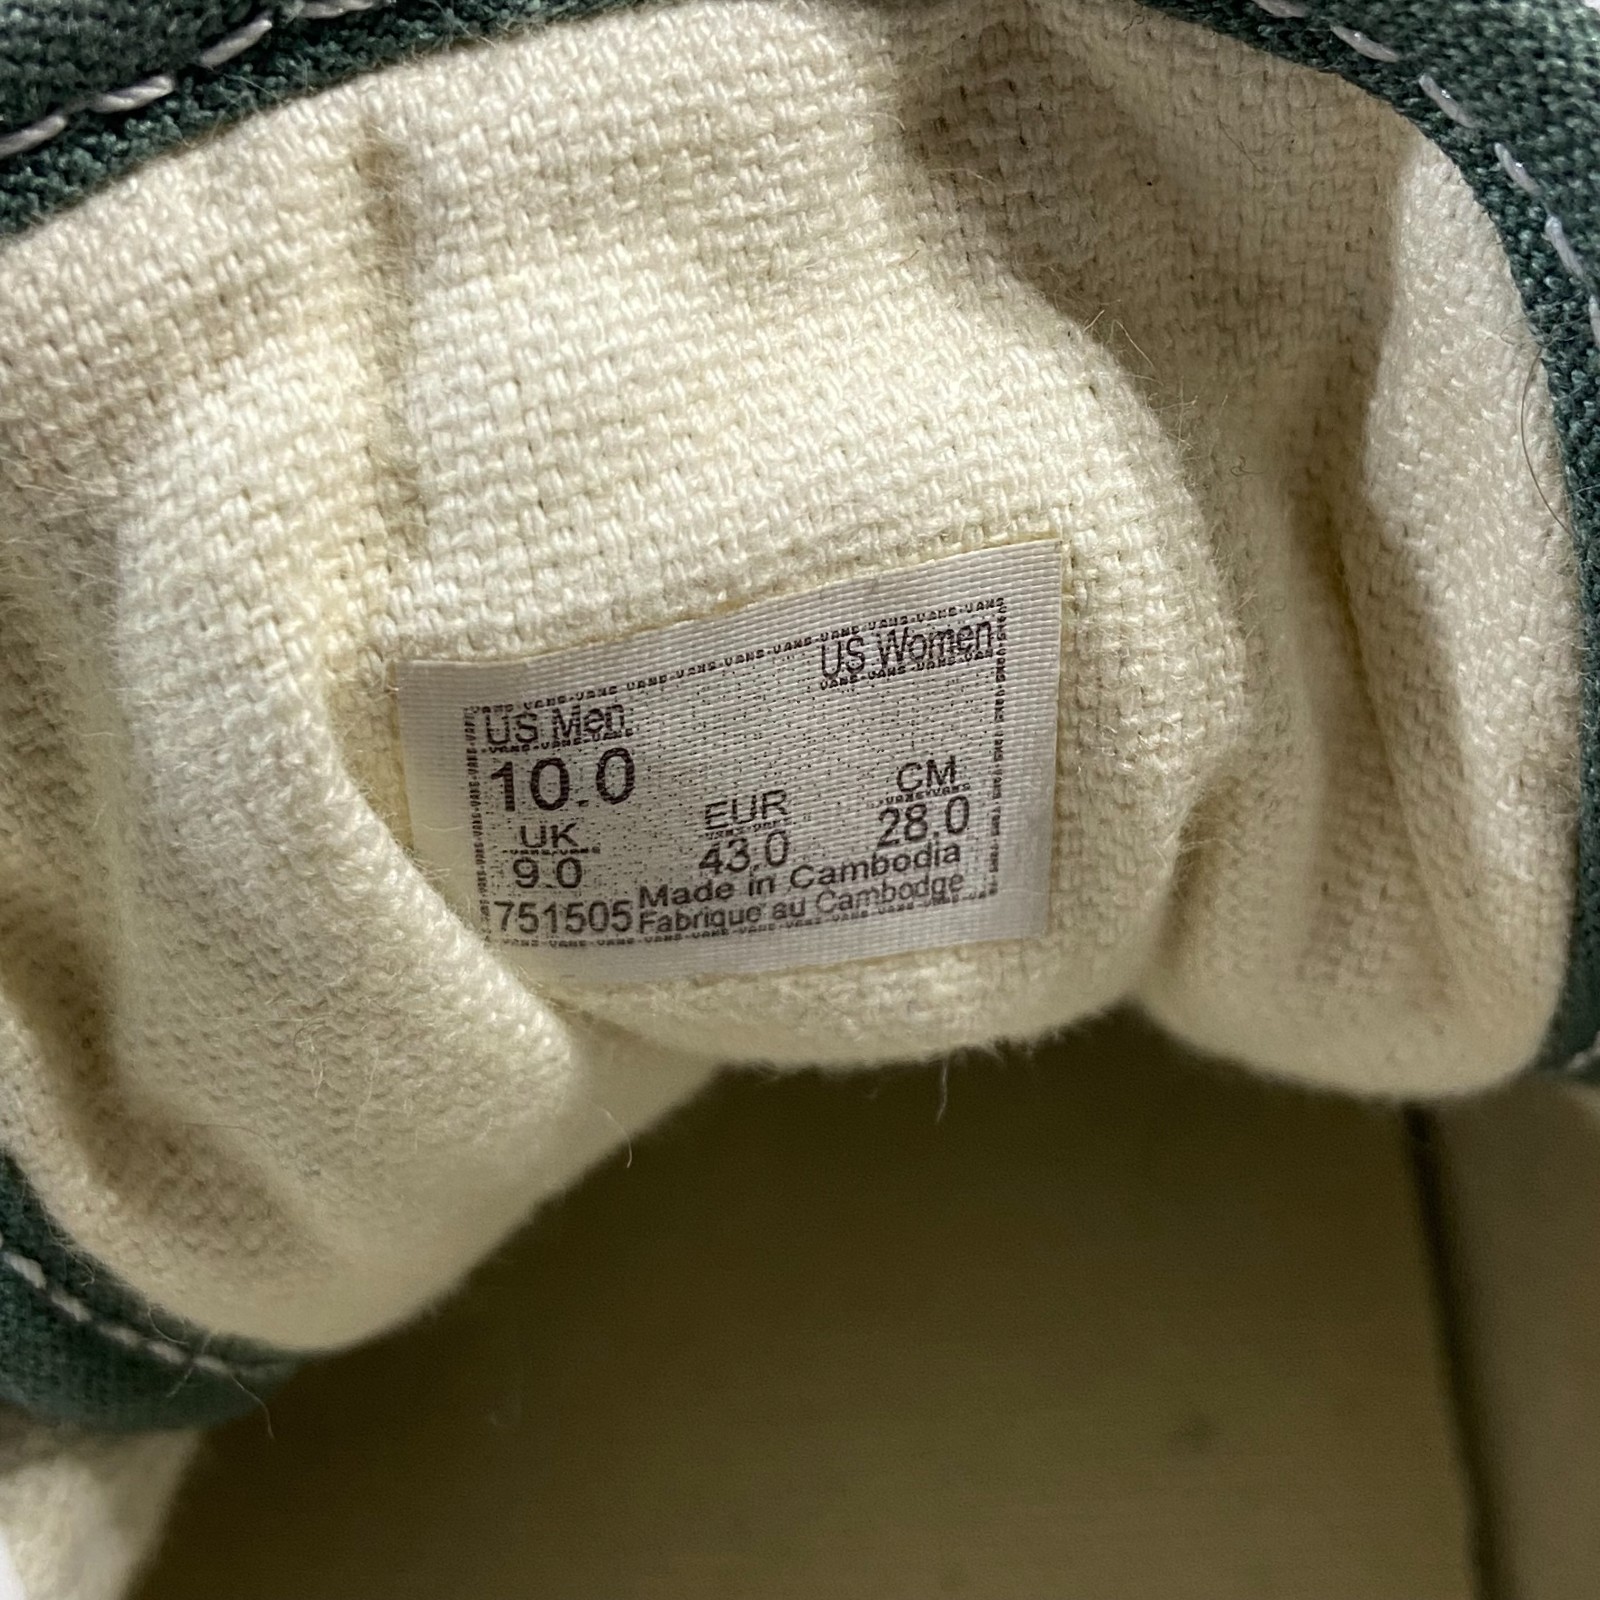 US Women
US Men
10.0
UK EUR CM
9.0 43.0 28.0
751505 Made in Cambodia
Fabrique au Cambodge